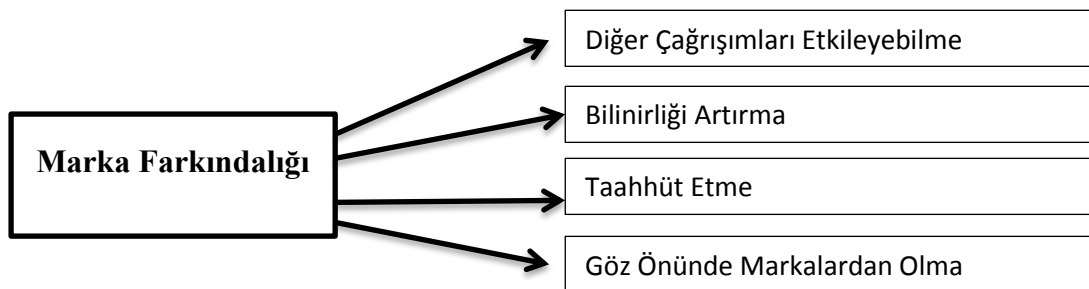 Marka Farkındalığı
Diğer Çağrışımları Etkileyebilme
Bilinirliği Artırma
Taahhüt Etme
Göz Önünde Markalardan Olma